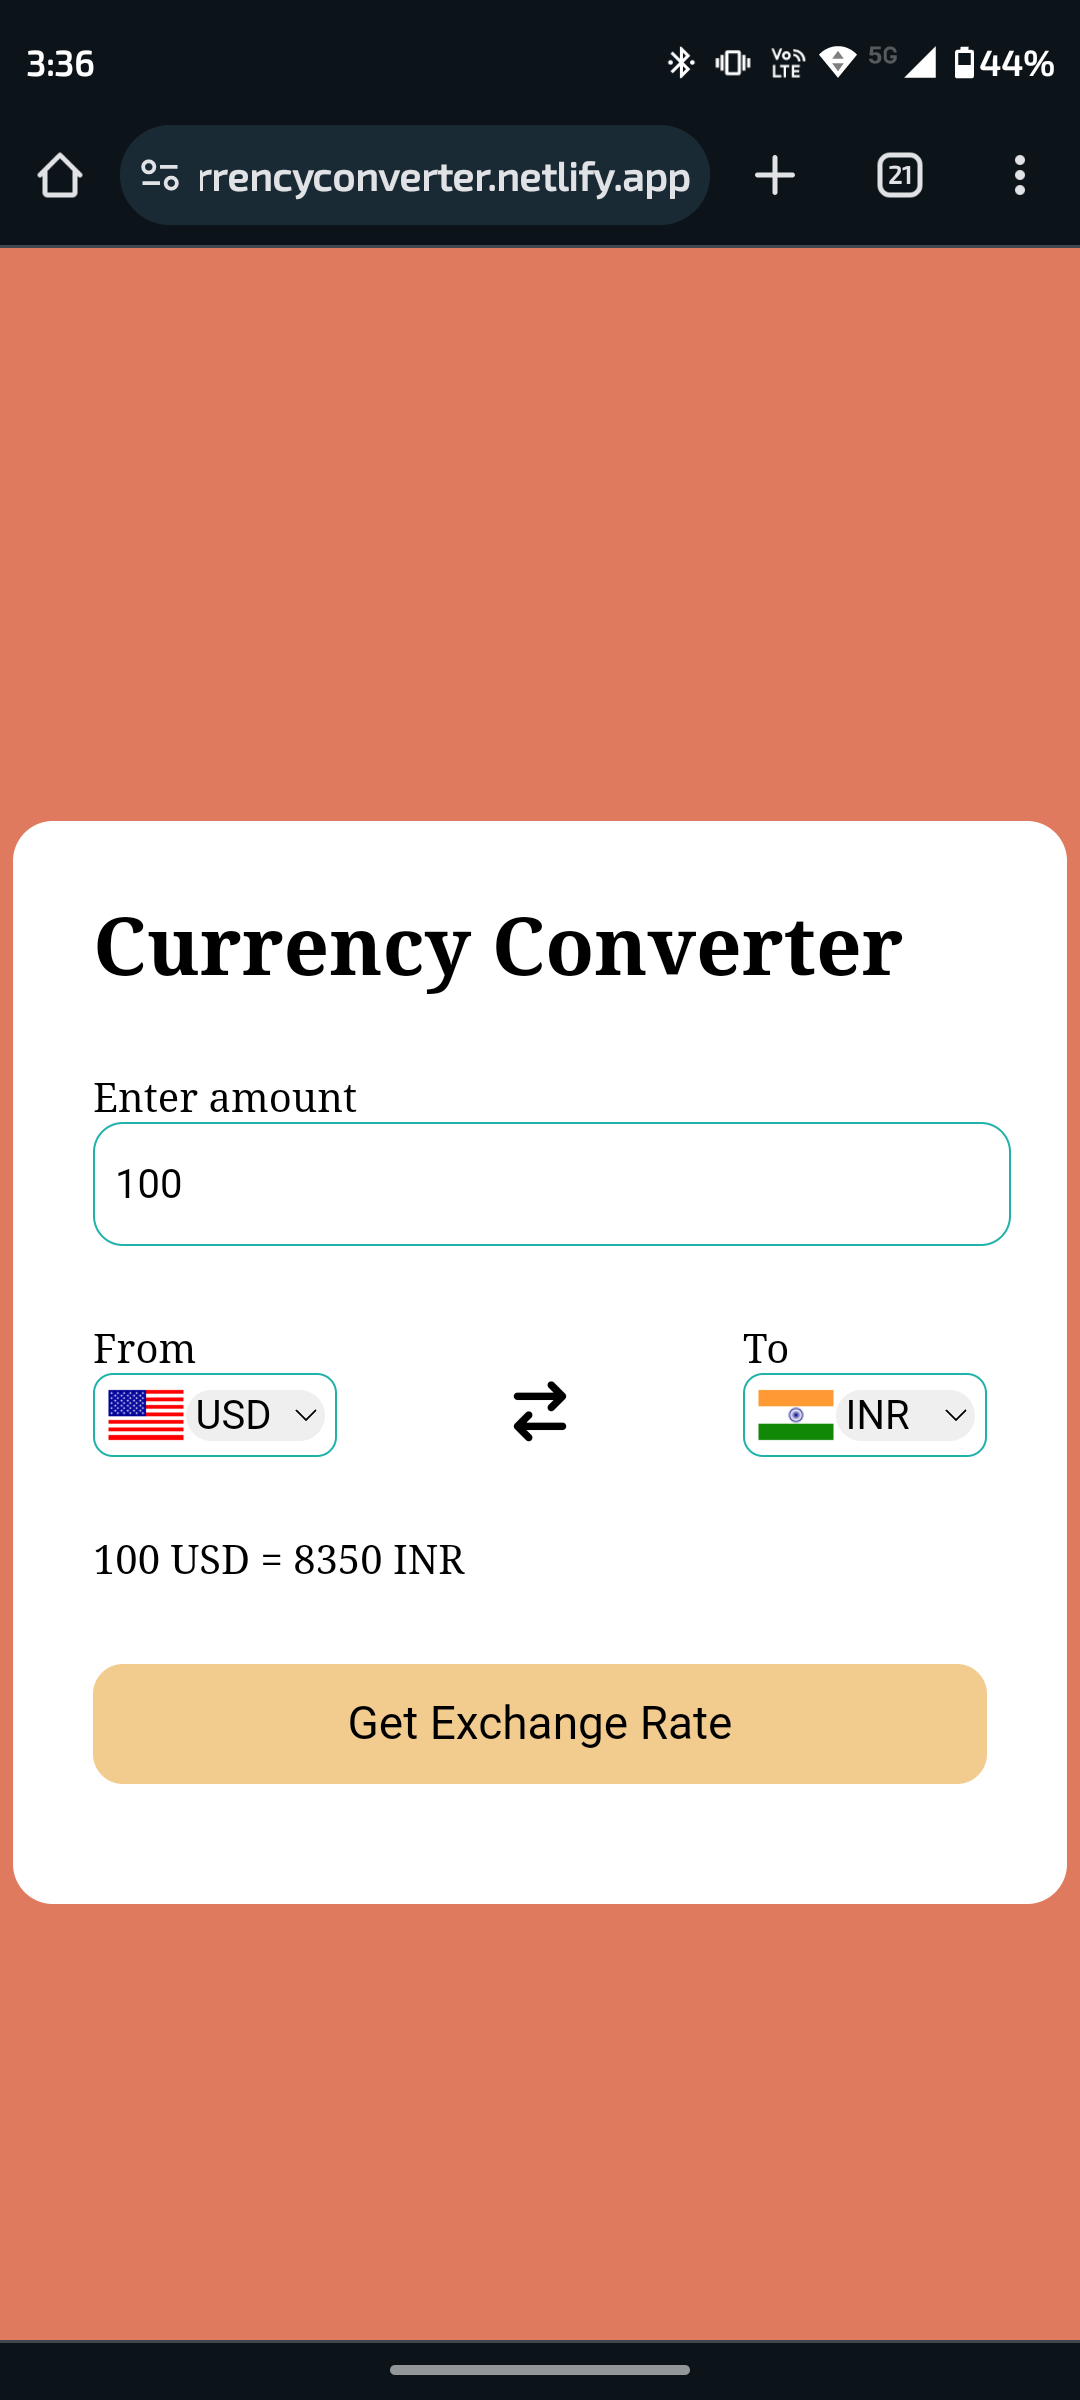 3:36
Vo LTE 5G 44%
rrencyconverter.netlify.app
21
Currency Converter
Enter amount
100
From
To
USD
INR
100 USD = 8350 INR
Get Exchange Rate